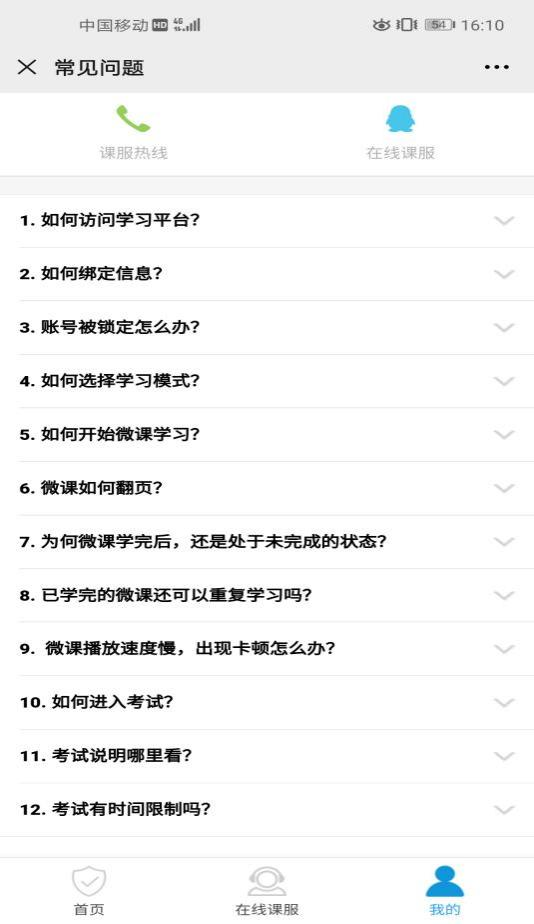 中国移动 HD 4G 54 16:10
常见问题
课服热线 在线课服
1. 如何访问学习平台?
2. 如何绑定信息?
3. 账号被锁定怎么办?
4. 如何选择学习模式?
5. 如何开始微课学习?
6. 微课如何翻页?
7. 为何微课学完后，还是处于未完成的状态?
8. 已学完的微课还可以重复学习吗?
9. 微课播放速度慢，出现卡顿怎么办?
10. 如何进入考试?
11. 考试说明哪里看?
12. 考试有时间限制吗?
首页 在线课服 我的